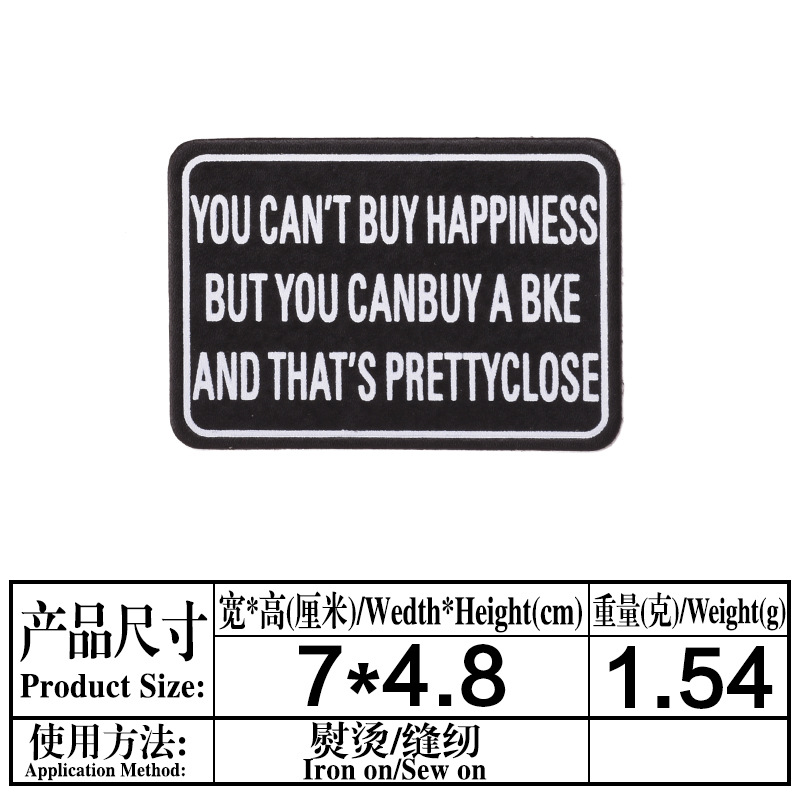 YOU CAN'T BUY HAPPINESS
BUT YOU CANBUY A BKE
AND THAT'S PRETTYCLOSE
产品尺寸
Product Size:
宽*高(厘米)/Wedth*Height(cm)
重量(克)/Weight(g)
7*4.8
1.54
使用方法:
Application Method:
熨烫/缝纫
Iron on/Sew on